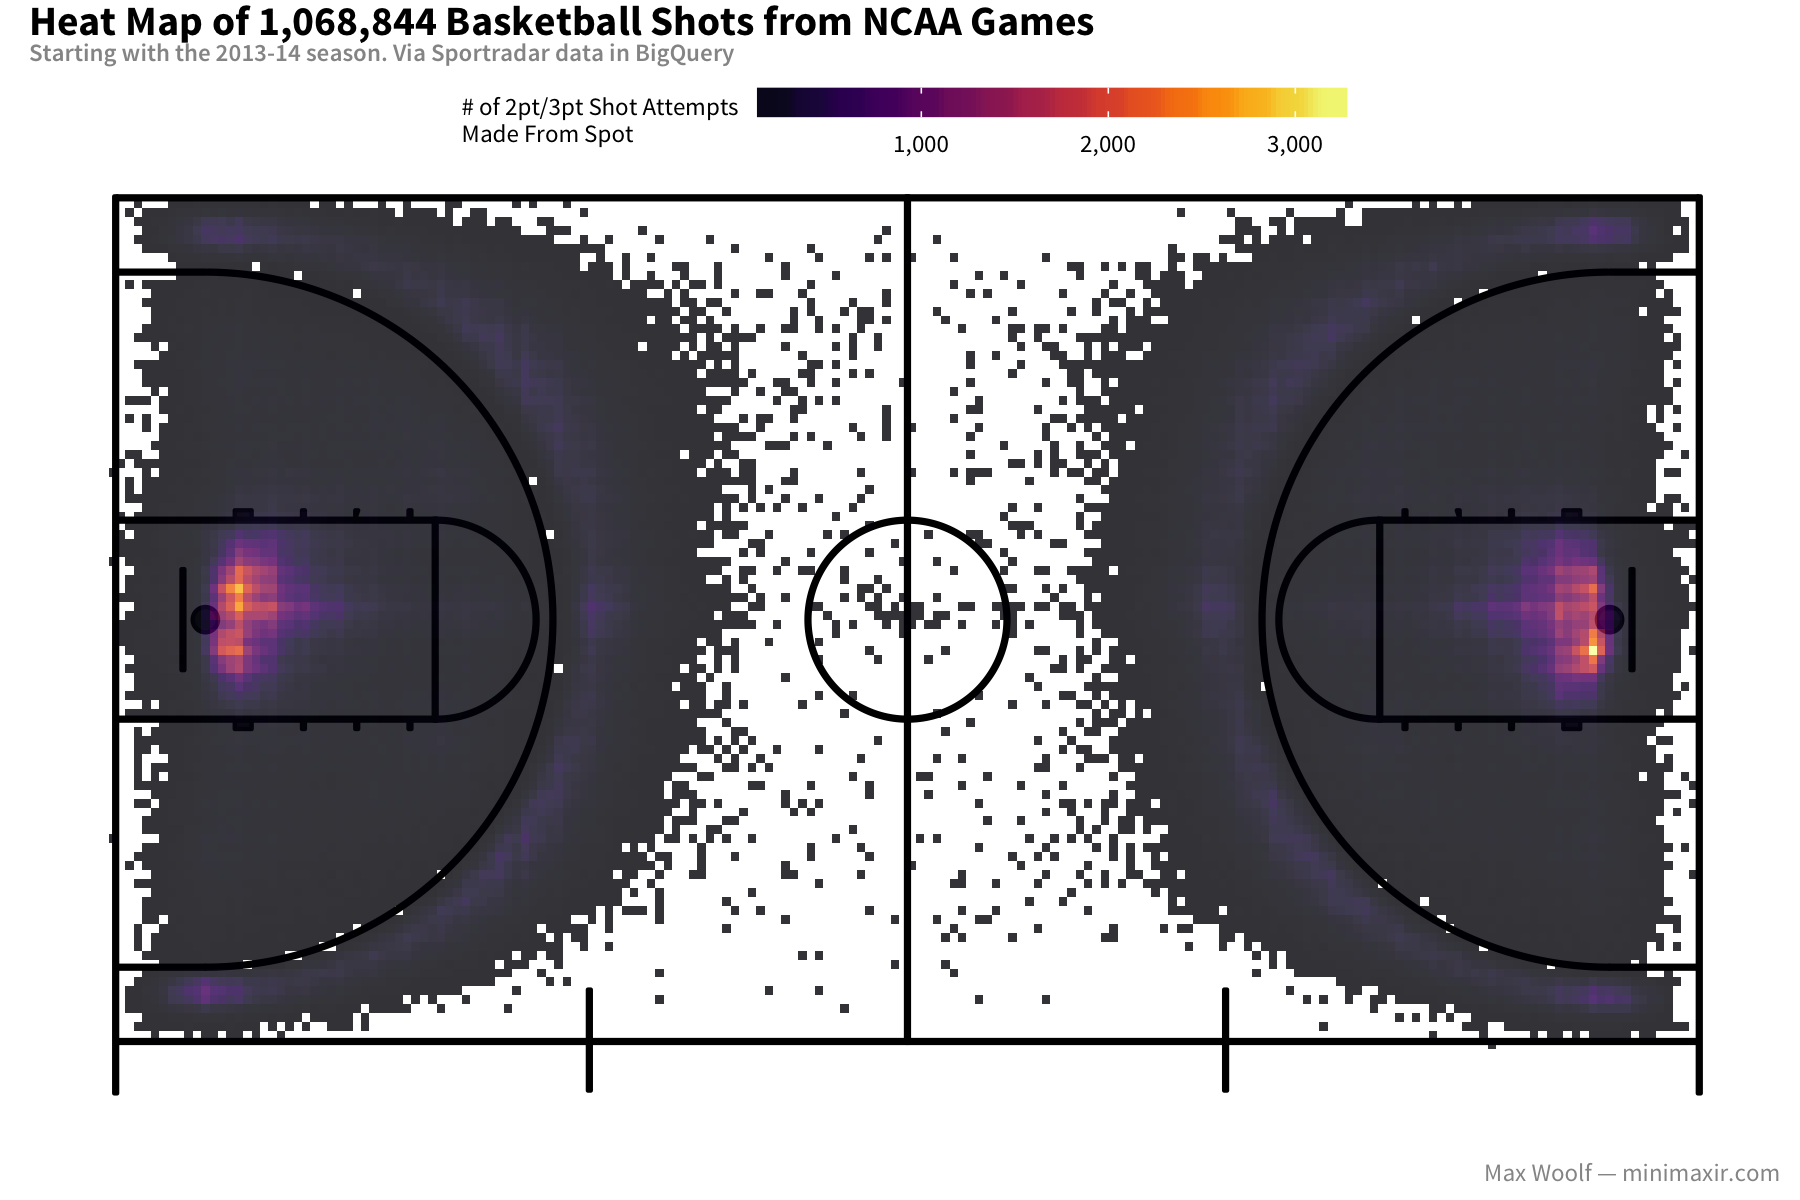 Heat Map of 1,068,844 Basketball Shots from NCAA Games
Starting with the 2013-14 season. Via Sportradar data in BigQuery
# of 2pt/3pt Shot Attempts
Made From Spot
1,000 2,000 3,000
Max Woolf — minimaxir.com